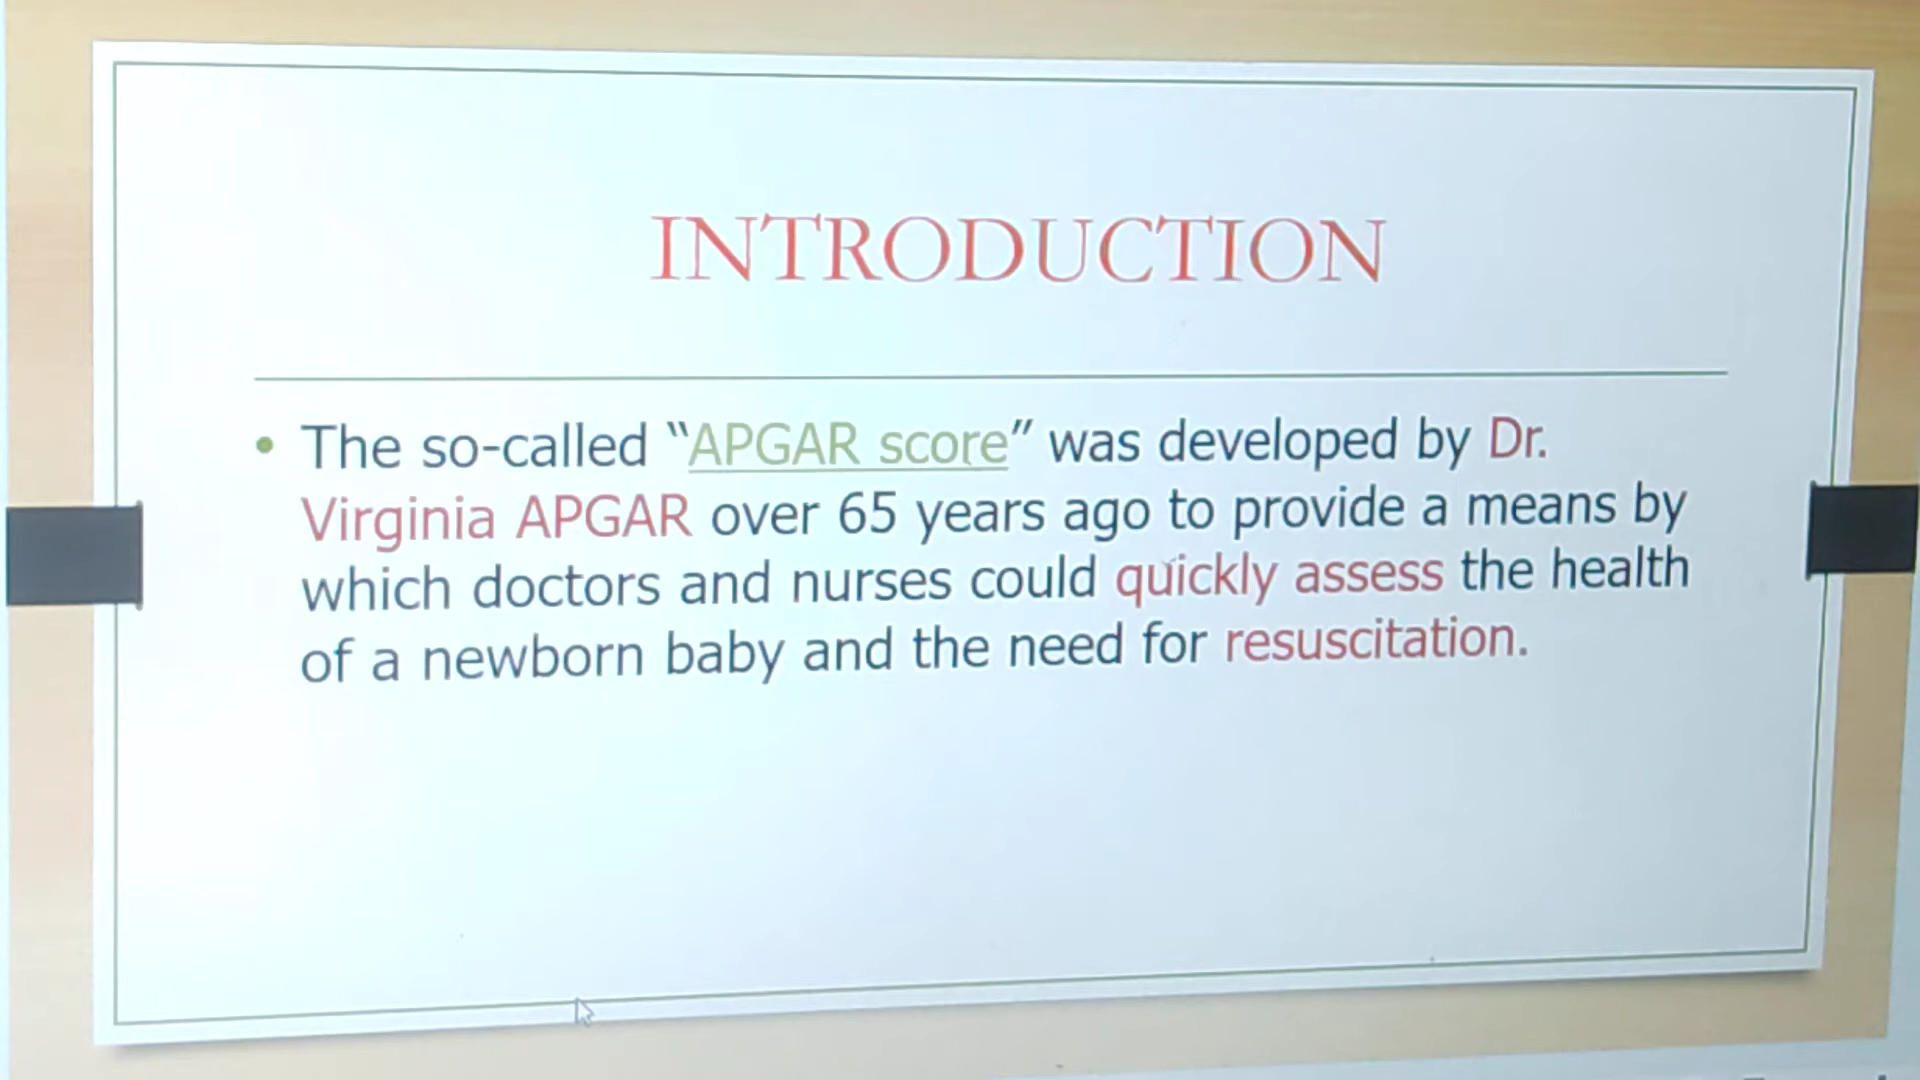 INTRODUCTION
• The so-called “APGAR score” was developed by Dr.
Virginia APGAR over 65 years ago to provide a means by
which doctors and nurses could quickly assess the health
of a newborn baby and the need for resuscitation.